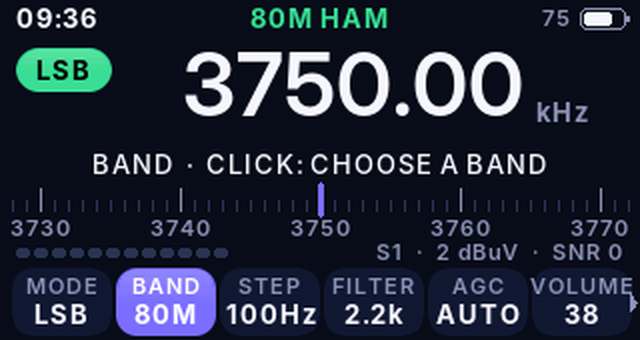 09:36 80M HAM 75
LSB 3750.00 kHz
BAND · CLICK: CHOOSE A BAND
3730 3740 3750 3760 3770
S1 · 2 dBuV · SNR 0
MODE BAND STEP FILTER AGC VOLUME
LSB 80M 100Hz 2.2k AUTO 38